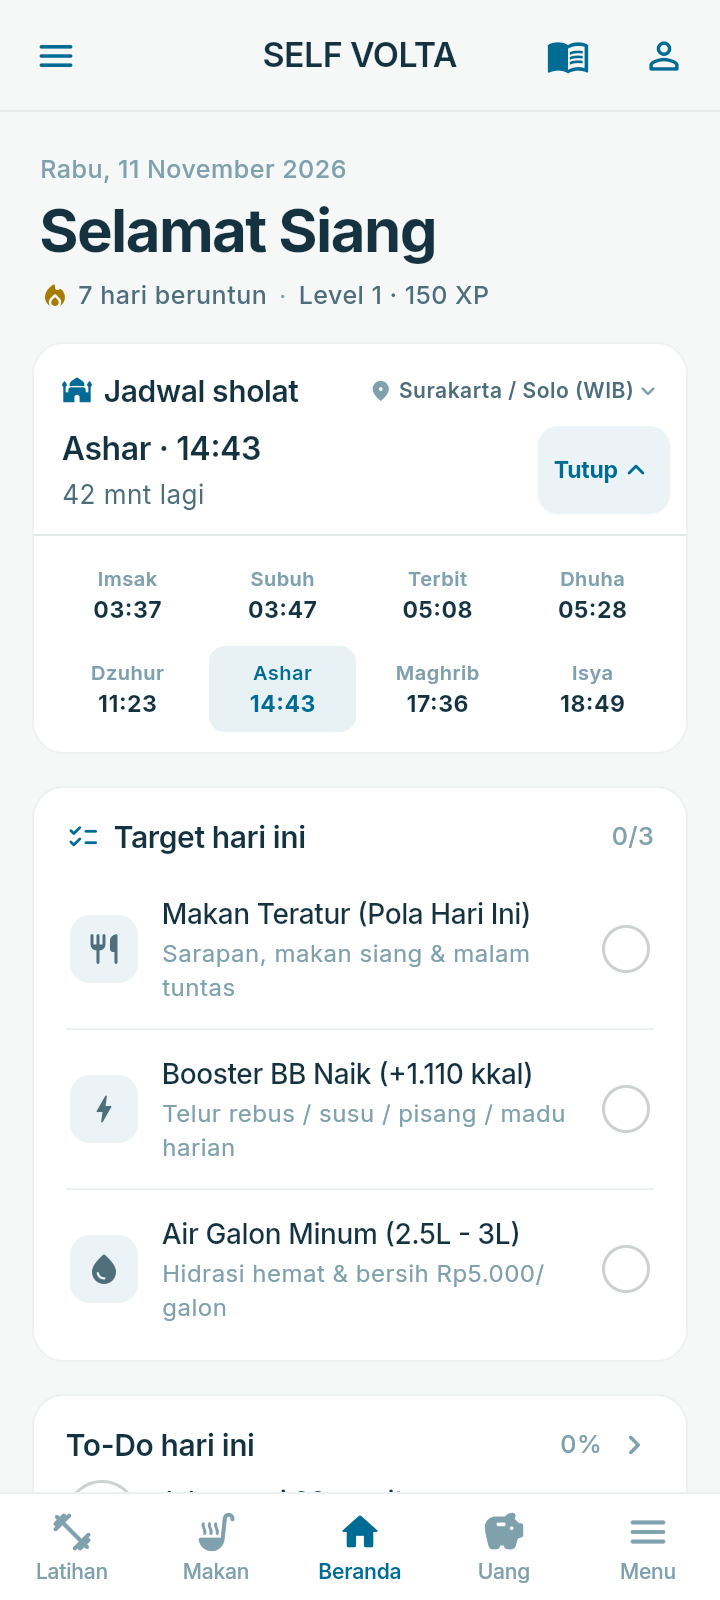 SELF VOLTA
Rabu, 11 November 2026
Selamat Siang
7 hari beruntun · Level 1 · 150 XP
Jadwal sholat
Surakarta / Solo (WIB)
Ashar · 14:43
42 mnt lagi
Tutup
Imsak Subuh Terbit Dhuha
03:37 03:47 05:08 05:28
Dzuhur Ashar Maghrib Isya
11:23 14:43 17:36 18:49
Target hari ini 0/3
Makan Teratur (Pola Hari Ini)
Sarapan, makan siang & malam
tuntas
Booster BB Naik (+1.110 kkal)
Telur rebus / susu / pisang / madu
harian
Air Galon Minum (2.5L - 3L)
Hidrasi hemat & bersih Rp5.000/
galon
To-Do hari ini 0%
Latihan Makan Beranda Uang Menu